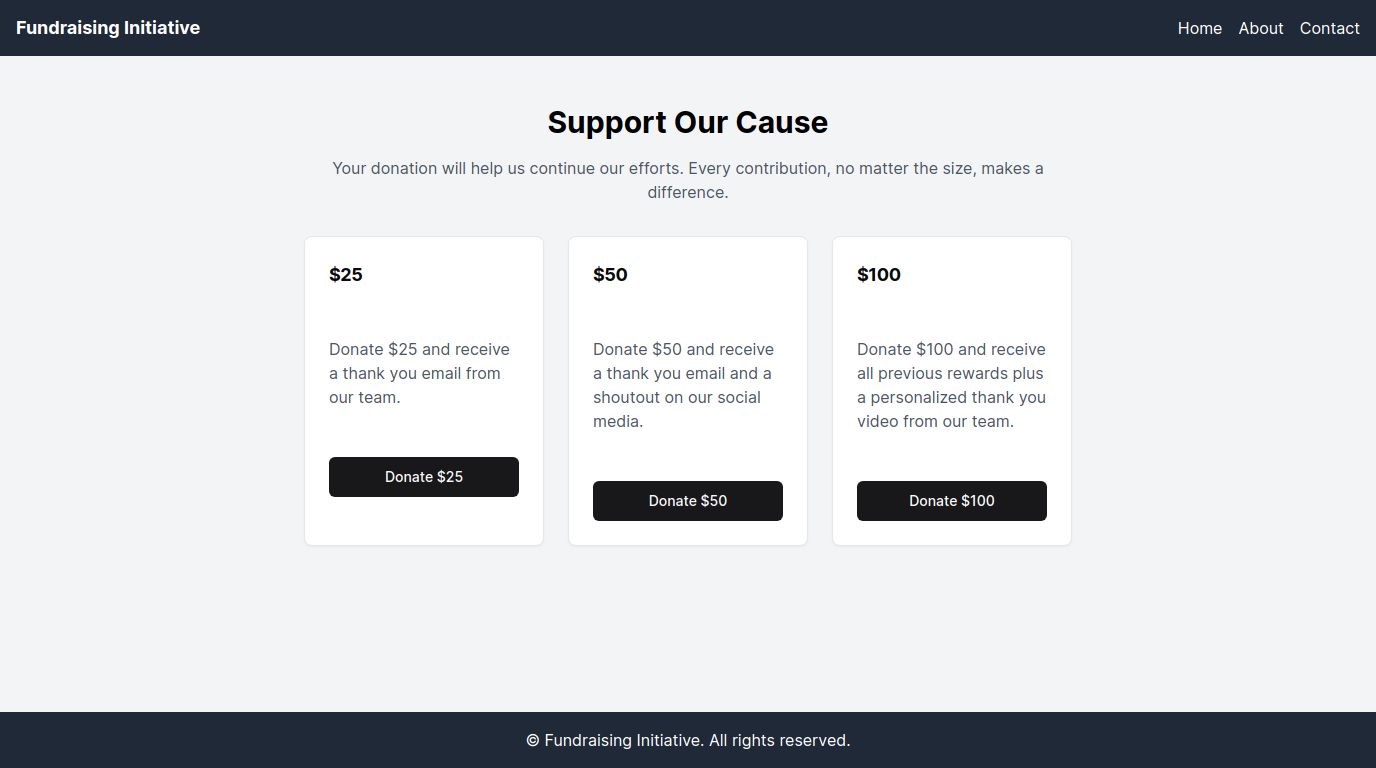 Fundraising Initiative
Home About Contact
Support Our Cause
Your donation will help us continue our efforts. Every contribution, no matter the size, makes a
difference.
$25
Donate $25 and receive
a thank you email from
our team.
Donate $25
$50
Donate $50 and receive
a thank you email and a
shoutout on our social
media.
Donate $50
$100
Donate $100 and receive
all previous rewards plus
a personalized thank you
video from our team.
Donate $100
© Fundraising Initiative. All rights reserved.